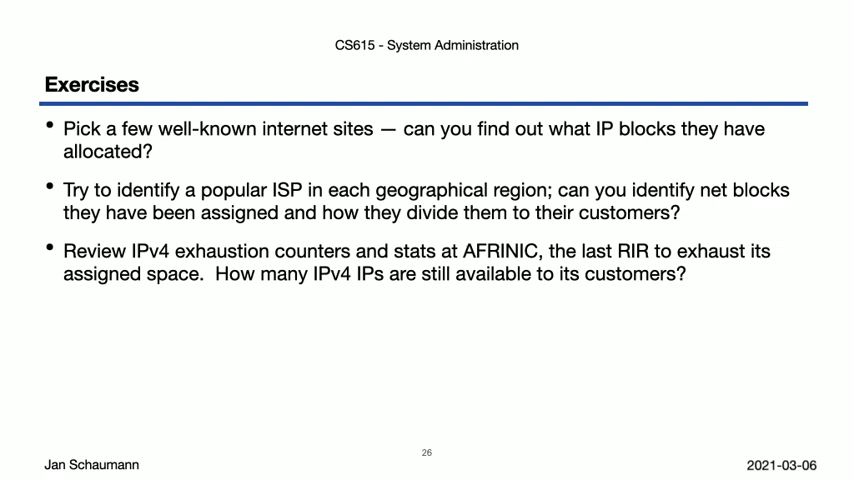 CS615 - System Administration
Exercises
• Pick a few well-known internet sites — can you find out what IP blocks they have
allocated?
• Try to identify a popular ISP in each geographical region; can you identify net blocks
they have been assigned and how they divide them to their customers?
• Review IPv4 exhaustion counters and stats at AFRINIC, the last RIR to exhaust its
assigned space. How many IPv4 IPs are still available to its customers?
26
Jan Schaumann
2021-03-06